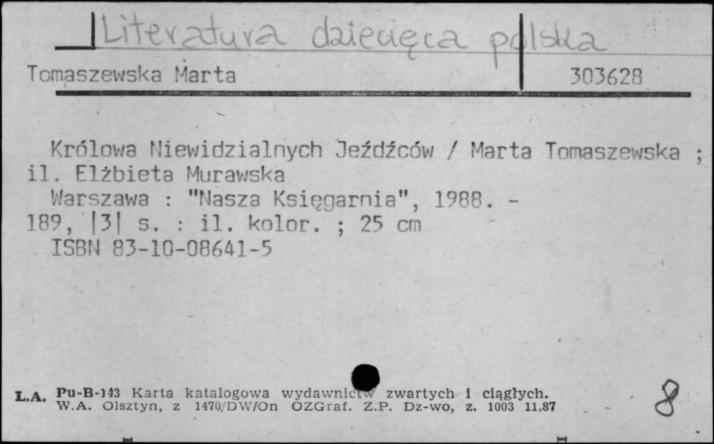 Literatura dziecięca polska
Tomaszewska Marta 303628
Królowa Niewidzialnych Jeźdźców / Marta Tomaszewska ;
il. Elżbieta Murawska
Warszawa : "Nasza Księgarnia", 1988. -
189, |3| s. : il. kolor. ; 25 cm
ISBN 83-10-08641-5
L.A. Pu-B-143 Karta katalogowa wydawnictw zwartych i ciągłych.
W.A. Olsztyn, z 1470/DW/On OZGraf. Z.P. Dz-wo, z. 1003 11.87
8